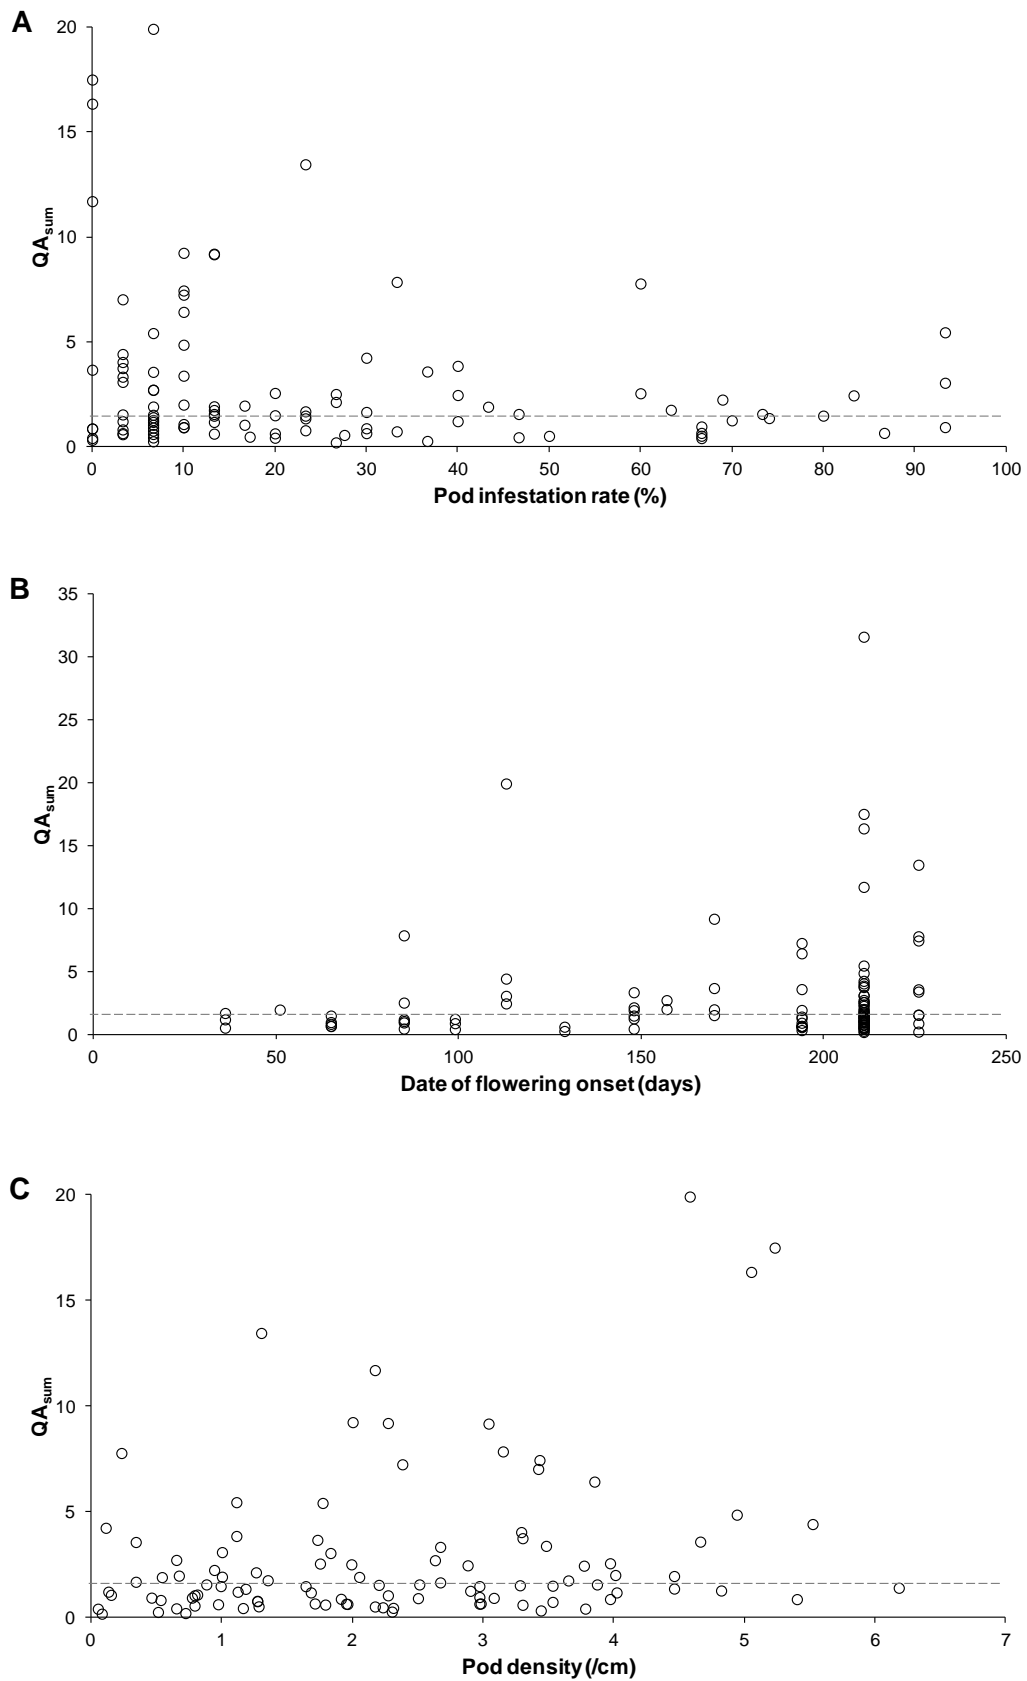 A
20
15
10
5
0
QAsum
0 10 20 30 40 50 60 70 80 90 100
Pod infestation rate (%)
B
35
30
25
20
15
10
5
0
QAsum
0 50 100 150 200 250
Date of flowering onset (days)
C
20
15
10
5
0
QAsum
0 1 2 3 4 5 6 7
Pod density (/cm)